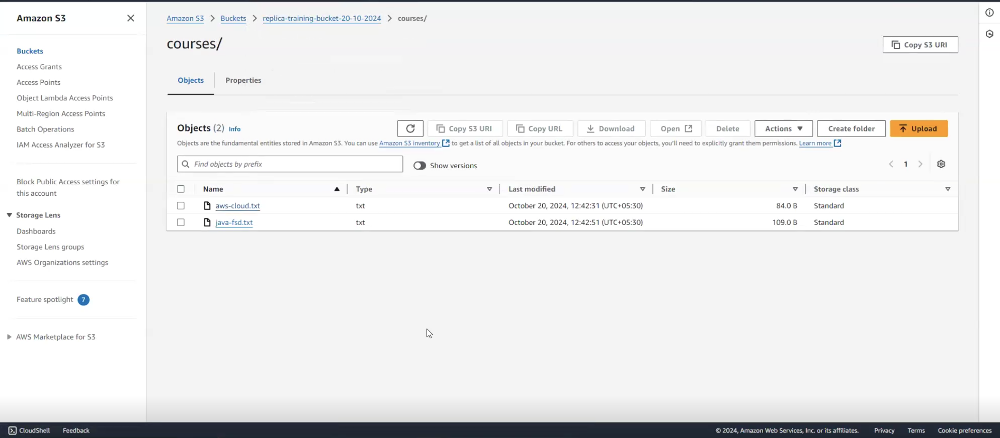 Amazon S3
Amazon S3 > Buckets > replica-training-bucket-20-10-2024 > courses/
courses/
Copy S3 URI
Buckets
Access Grants
Access Points
Object Lambda Access Points
Multi-Region Access Points
Batch Operations
IAM Access Analyzer for S3
Block Public Access settings for
this account
Storage Lens
Dashboards
Storage Lens groups
AWS Organizations settings
Feature spotlight 7
AWS Marketplace for S3
Objects Properties
Objects (2) Info Copy S3 URI Copy URL Download Open Delete Actions Create folder Upload
Objects are the fundamental entities stored in Amazon S3. You can use Amazon S3 inventory to get a list of all objects in your bucket. For others to access your objects, you'll need to explicitly grant them permissions. Learn more
Find objects by prefix Show versions 1
Name Type Last modified Size Storage class
aws-cloud.txt txt October 20, 2024, 12:42:31 (UTC+05:30) 84.0 B Standard
java-fsd.txt txt October 20, 2024, 12:42:51 (UTC+05:30) 109.0 B Standard
CloudShell Feedback © 2024, Amazon Web Services, Inc. or its affiliates. Privacy Terms Cookie preferences